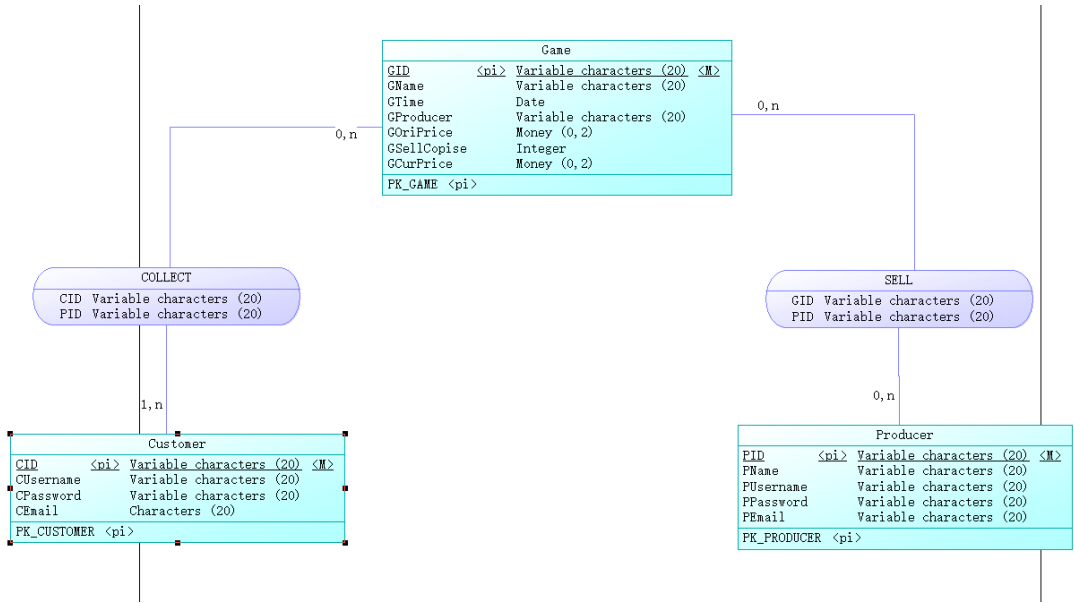 Game
GID <pi> Variable characters (20) <M>
GName Variable characters (20)
GTime Date
GProducer Variable characters (20)
GOriPrice Money (0,2)
GSellCopise Integer
GCurPrice Money (0,2)
PK_GAME <pi>
0,n
0,n
COLLECT
CID Variable characters (20)
PID Variable characters (20)
SELL
GID Variable characters (20)
PID Variable characters (20)
1,n
0,n
Customer
CID <pi> Variable characters (20) <M>
CUsername Variable characters (20)
CPassword Variable characters (20)
CEmail Characters (20)
PK_CUSTOMER <pi>
Producer
PID <pi> Variable characters (20) <M>
PName Variable characters (20)
PUsername Variable characters (20)
PPassword Variable characters (20)
PEmail Variable characters (20)
PK_PRODUCER <pi>